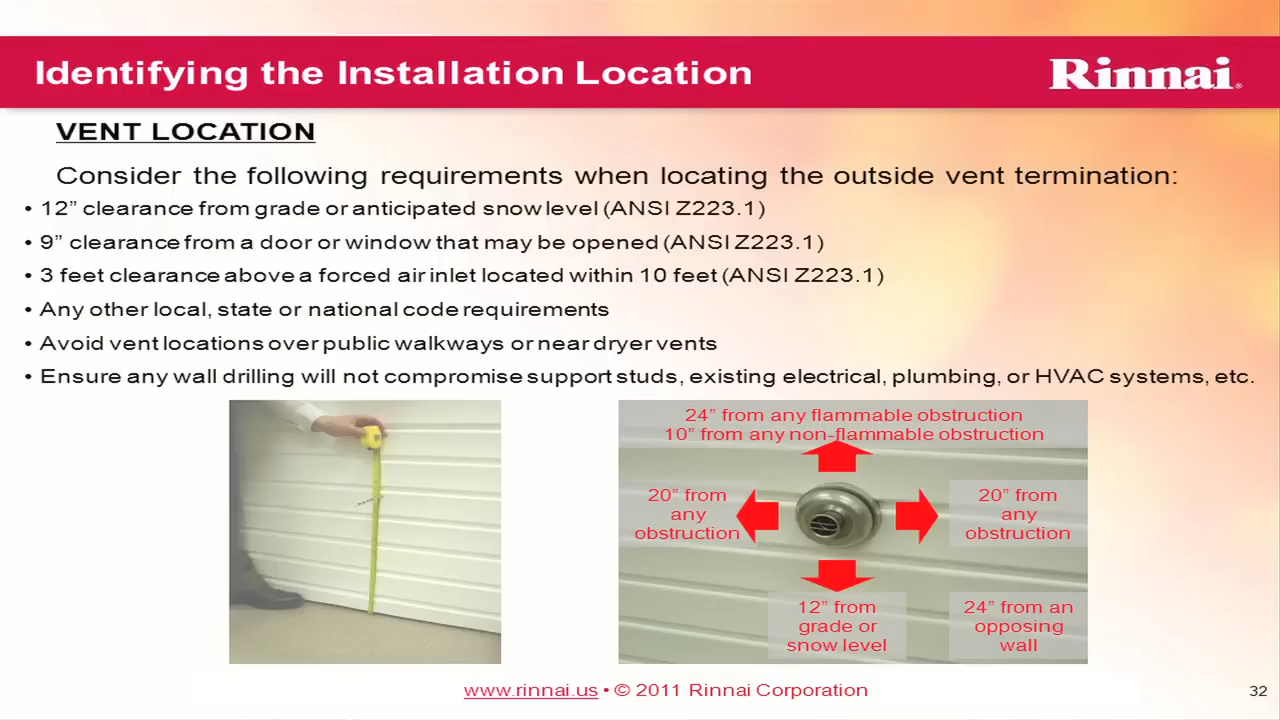 Identifying the Installation Location
Rinnai®
VENT LOCATION
Consider the following requirements when locating the outside vent termination:
• 12” clearance from grade or anticipated snow level (ANSI Z223.1)
• 9” clearance from a door or window that may be opened (ANSI Z223.1)
• 3 feet clearance above a forced air inlet located within 10 feet (ANSI Z223.1)
• Any other local, state or national code requirements
• Avoid vent locations over public walkways or near dryer vents
• Ensure any wall drilling will not compromise support studs, existing electrical, plumbing, or HVAC systems, etc.
24” from any flammable obstruction
10” from any non-flammable obstruction
20” from
any
obstruction
20” from
any
obstruction
12” from
grade or
snow level
24” from an
opposing
wall
www.rinnai.us • © 2011 Rinnai Corporation
32